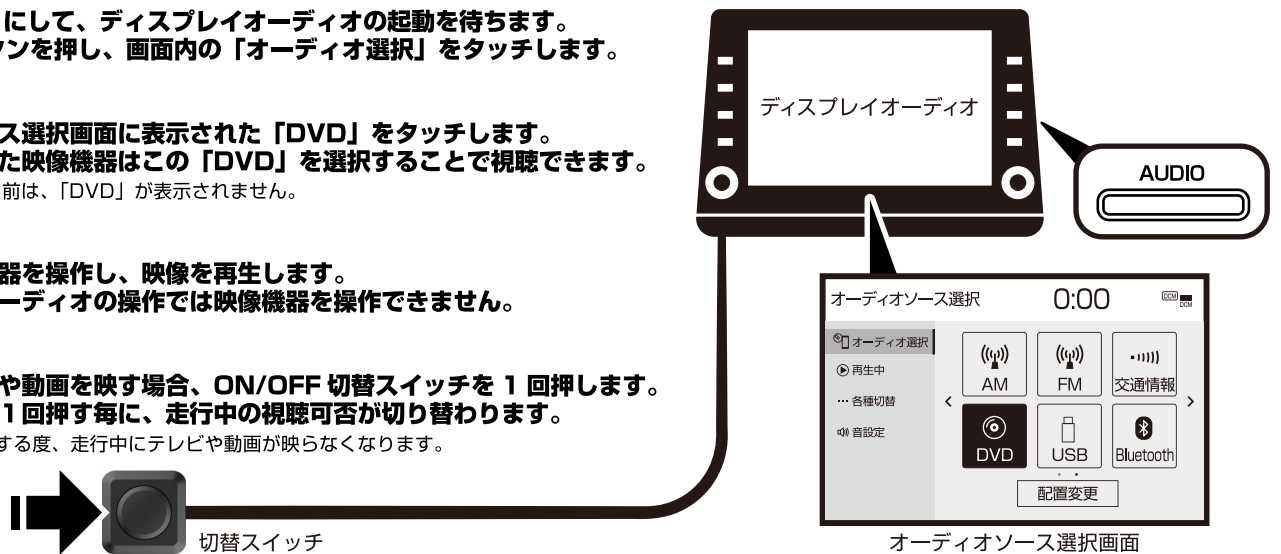 にして、ディスプレイオーディオの起動を待ちます。
ンを押し、画面内の「オーディオ選択」をタッチします。
ス選択画面に表示された「DVD」をタッチします。
た映像機器はこの「DVD」を選択することで視聴できます。
前は、「DVD」が表示されません。
器を操作し、映像を再生します。
ーディオの操作では映像機器を操作できません。
や動画を映す場合、ON/OFF 切替スイッチを 1 回押します。
1 回押す毎に、走行中の視聴可否が切り替わります。
する度、走行中にテレビや動画が映らなくなります。
切替スイッチ
ディスプレイオーディオ
AUDIO
オーディオソース選択 0:00 DCM DCM
オーディオ選択
再生中
… 各種切替
音設定
AM FM 交通情報
< >
DVD USB Bluetooth
配置変更
オーディオソース選択画面